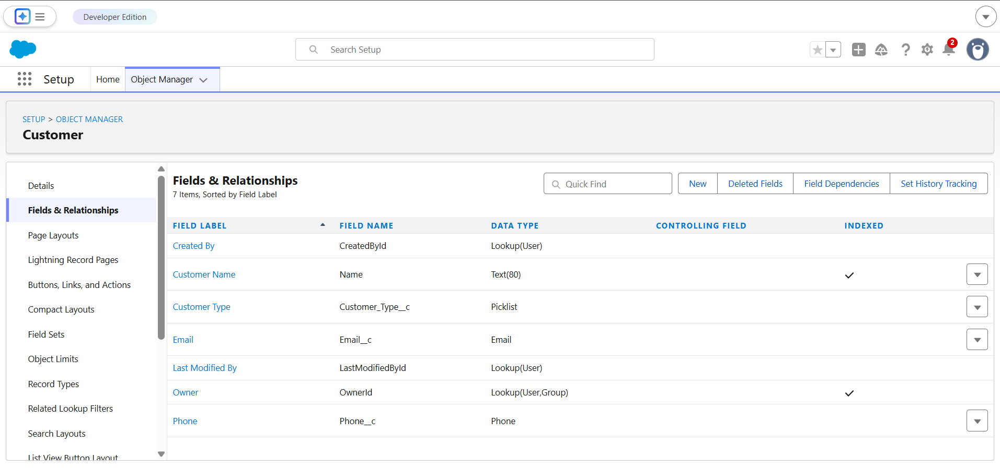 Developer Edition
Search Setup
2
Setup
Home
Object Manager
SETUP > OBJECT MANAGER
Customer
Details
Fields & Relationships
Page Layouts
Lightning Record Pages
Buttons, Links, and Actions
Compact Layouts
Field Sets
Object Limits
Record Types
Related Lookup Filters
Search Layouts
List View Button Layout
Fields & Relationships
7 Items, Sorted by Field Label
Quick Find
New
Deleted Fields
Field Dependencies
Set History Tracking
FIELD LABEL FIELD NAME DATA TYPE CONTROLLING FIELD INDEXED
Created By CreatedById Lookup(User)
Customer Name Name Text(80)
Customer Type Customer_Type__c Picklist
Email Email__c Email
Last Modified By LastModifiedById Lookup(User)
Owner OwnerId Lookup(User,Group)
Phone Phone__c Phone